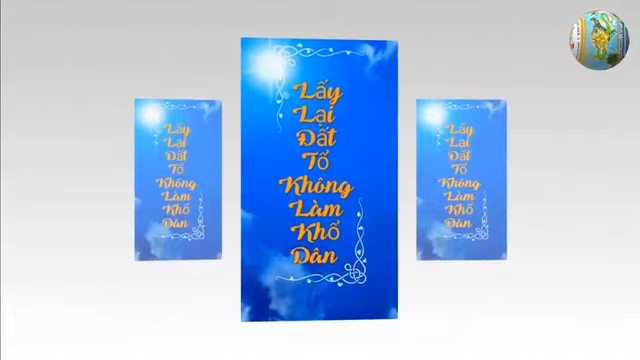 Lấy
Lại
Đất
Tổ
Không
Làm
Khổ
Dân
Lấy
Lại
Đất
Tổ
Không
Làm
Khổ
Dân
Lấy
Lại
Đất
Tổ
Không
Làm
Khổ
Dân